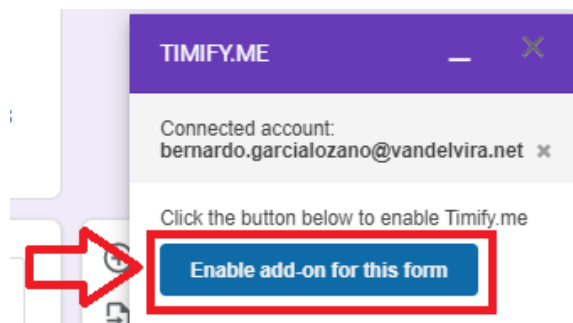 TIMIFY.ME
Connected account:
bernardo.garcialozano@vandelvira.net
Click the button below to enable Timify.me
Enable add-on for this form